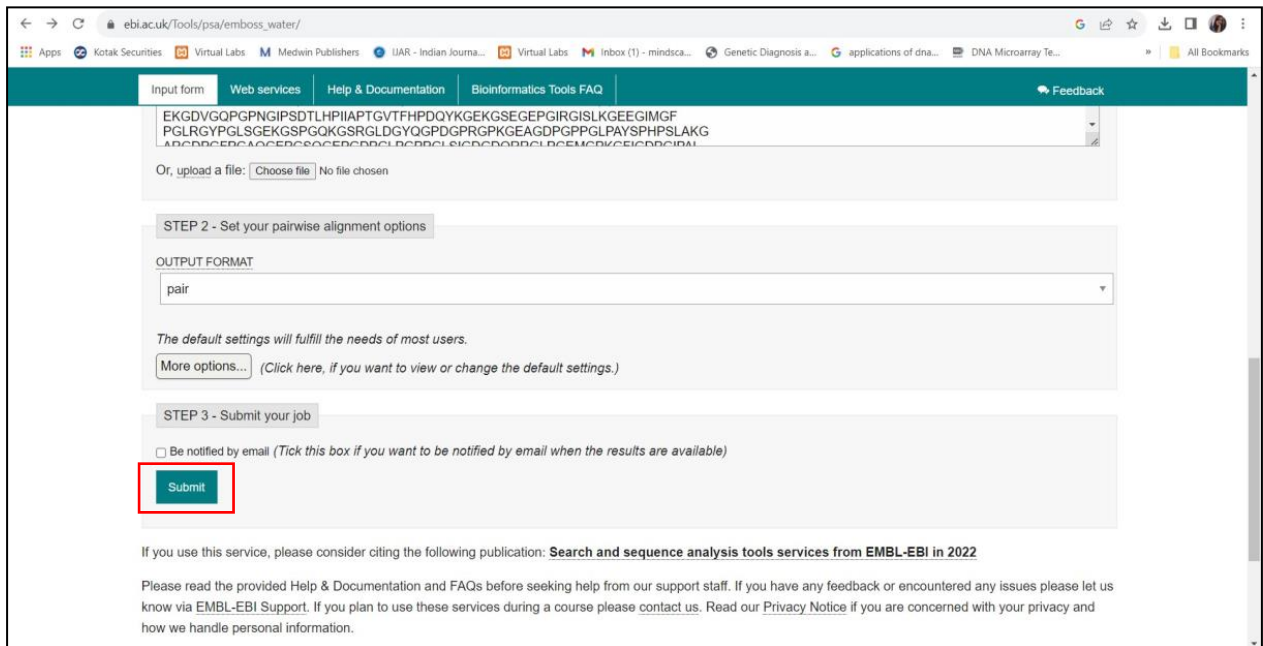 ebi.ac.uk/Tools/psa/emboss_water/
Apps Kotak Securities Virtual Labs Medwin Publishers IJAR - Indian Journa... Virtual Labs Inbox (1) - mindsca... Genetic Diagnosis a... applications of dna... DNA Microarray Te... » All Bookmarks
Input form Web services Help & Documentation Bioinformatics Tools FAQ Feedback
EKGDVGQPGPNGIPSDTLHPIIAPTGVTFHPDQYKGEKGSEGEPGIRGISLKGEEGIMGF
PGLRGYPGLSGEKGSPGQKGSRGLDGYQGPDGPRGPKGEAGDPGPPGLPAYSPHPSLAKG
Or, upload a file: Choose file No file chosen
STEP 2 - Set your pairwise alignment options
OUTPUT FORMAT
pair
The default settings will fulfill the needs of most users.
More options... (Click here, if you want to view or change the default settings.)
STEP 3 - Submit your job
Be notified by email (Tick this box if you want to be notified by email when the results are available)
Submit
If you use this service, please consider citing the following publication: Search and sequence analysis tools services from EMBL-EBI in 2022
Please read the provided Help & Documentation and FAQs before seeking help from our support staff. If you have any feedback or encountered any issues please let us
know via EMBL-EBI Support. If you plan to use these services during a course please contact us. Read our Privacy Notice if you are concerned with your privacy and
how we handle personal information.